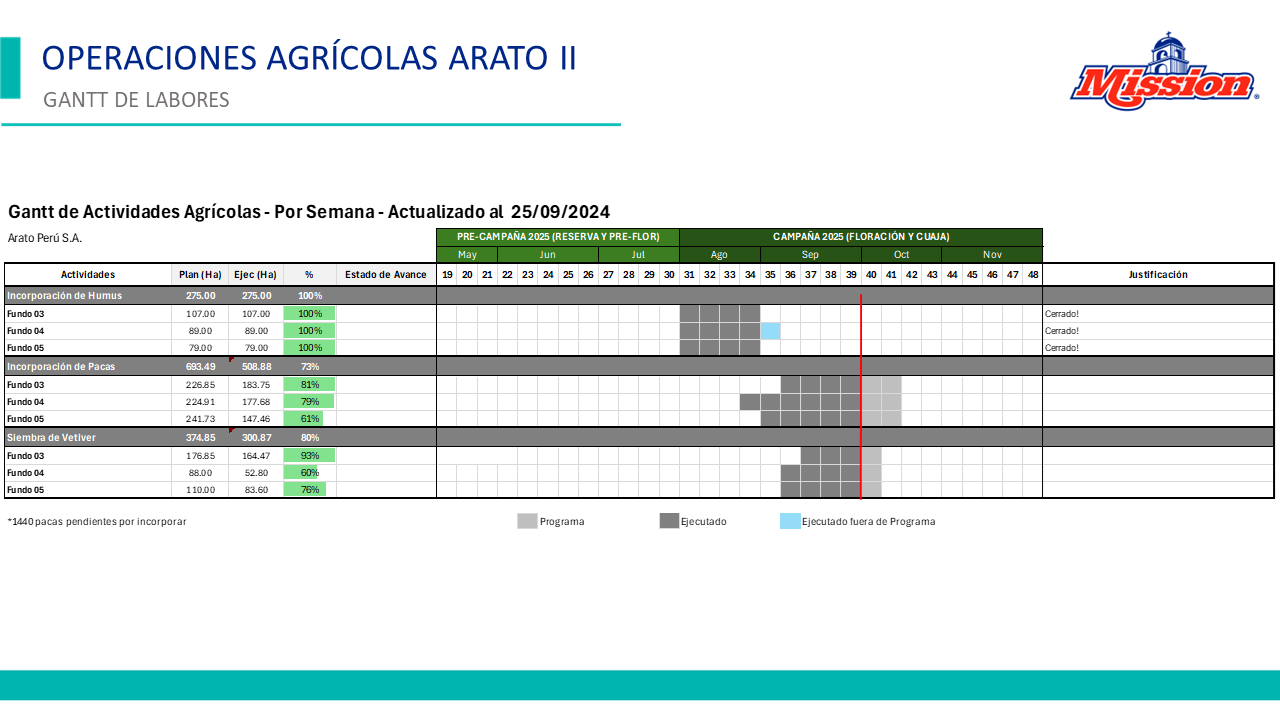 OPERACIONES AGRÍCOLAS ARATO II
GANTT DE LABORES
Mission®
Gantt de Actividades Agrícolas - Por Semana - Actualizado al 25/09/2024
Arato Perú S.A.
PRE-CAMPAÑA 2025 (RESERVA Y PRE-FLOR) CAMPAÑA 2025 (FLORACIÓN Y CUAJA)
May Jun Jul Ago Sep Oct Nov
Actividades Plan (Ha) Ejec (Ha) % Estado de Avance 19 20 21 22 23 24 25 26 27 28 29 30 31 32 33 34 35 36 37 38 39 40 41 42 43 44 45 46 47 48 Justificación
Incorporación de Humus 275.00 275.00 100%
Fundo 03 107.00 107.00 100% Cerrado!
Fundo 04 89.00 89.00 100% Cerrado!
Fundo 05 79.00 79.00 100% Cerrado!
Incorporación de Pacas 693.49 508.88 73%
Fundo 03 226.85 183.75 81%
Fundo 04 224.91 177.68 79%
Fundo 05 241.73 147.46 61%
Siembra de Vetiver 374.85 300.87 80%
Fundo 03 176.85 164.47 93%
Fundo 04 88.00 52.80 60%
Fundo 05 110.00 83.60 76%
*1440 pacas pendientes por incorporar Programa Ejecutado Ejecutado fuera de Programa